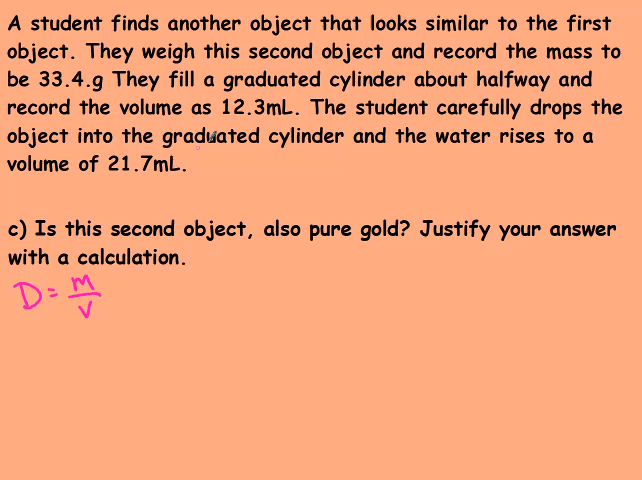 A student finds another object that looks similar to the first
object. They weigh this second object and record the mass to
be 33.4.g They fill a graduated cylinder about halfway and
record the volume as 12.3mL. The student carefully drops the
object into the graduated cylinder and the water rises to a
volume of 21.7mL.
c) Is this second object, also pure gold? Justify your answer
with a calculation.
D = m/v